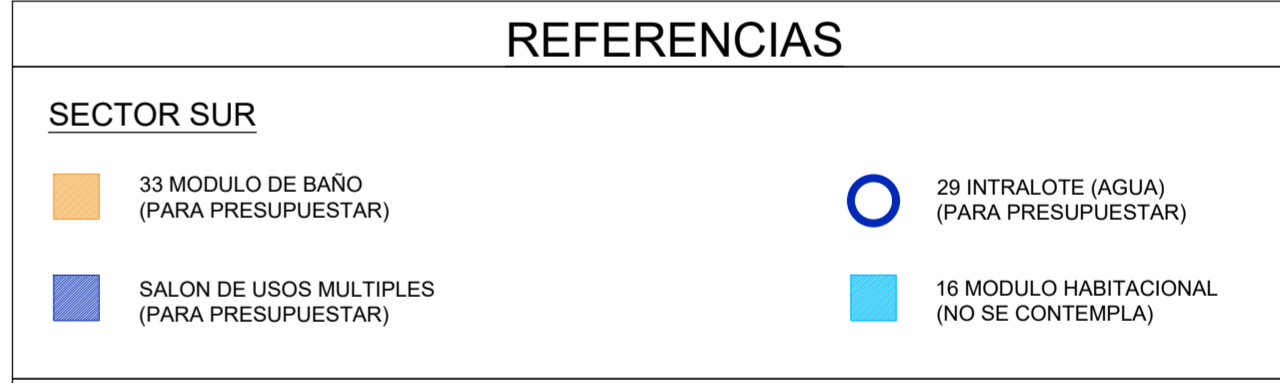 REFERENCIAS
SECTOR SUR
33 MODULO DE BAÑO
(PARA PRESUPUESTAR)
29 INTRALOTE (AGUA)
(PARA PRESUPUESTAR)
SALON DE USOS MULTIPLES
(PARA PRESUPUESTAR)
16 MODULO HABITACIONAL
(NO SE CONTEMPLA)